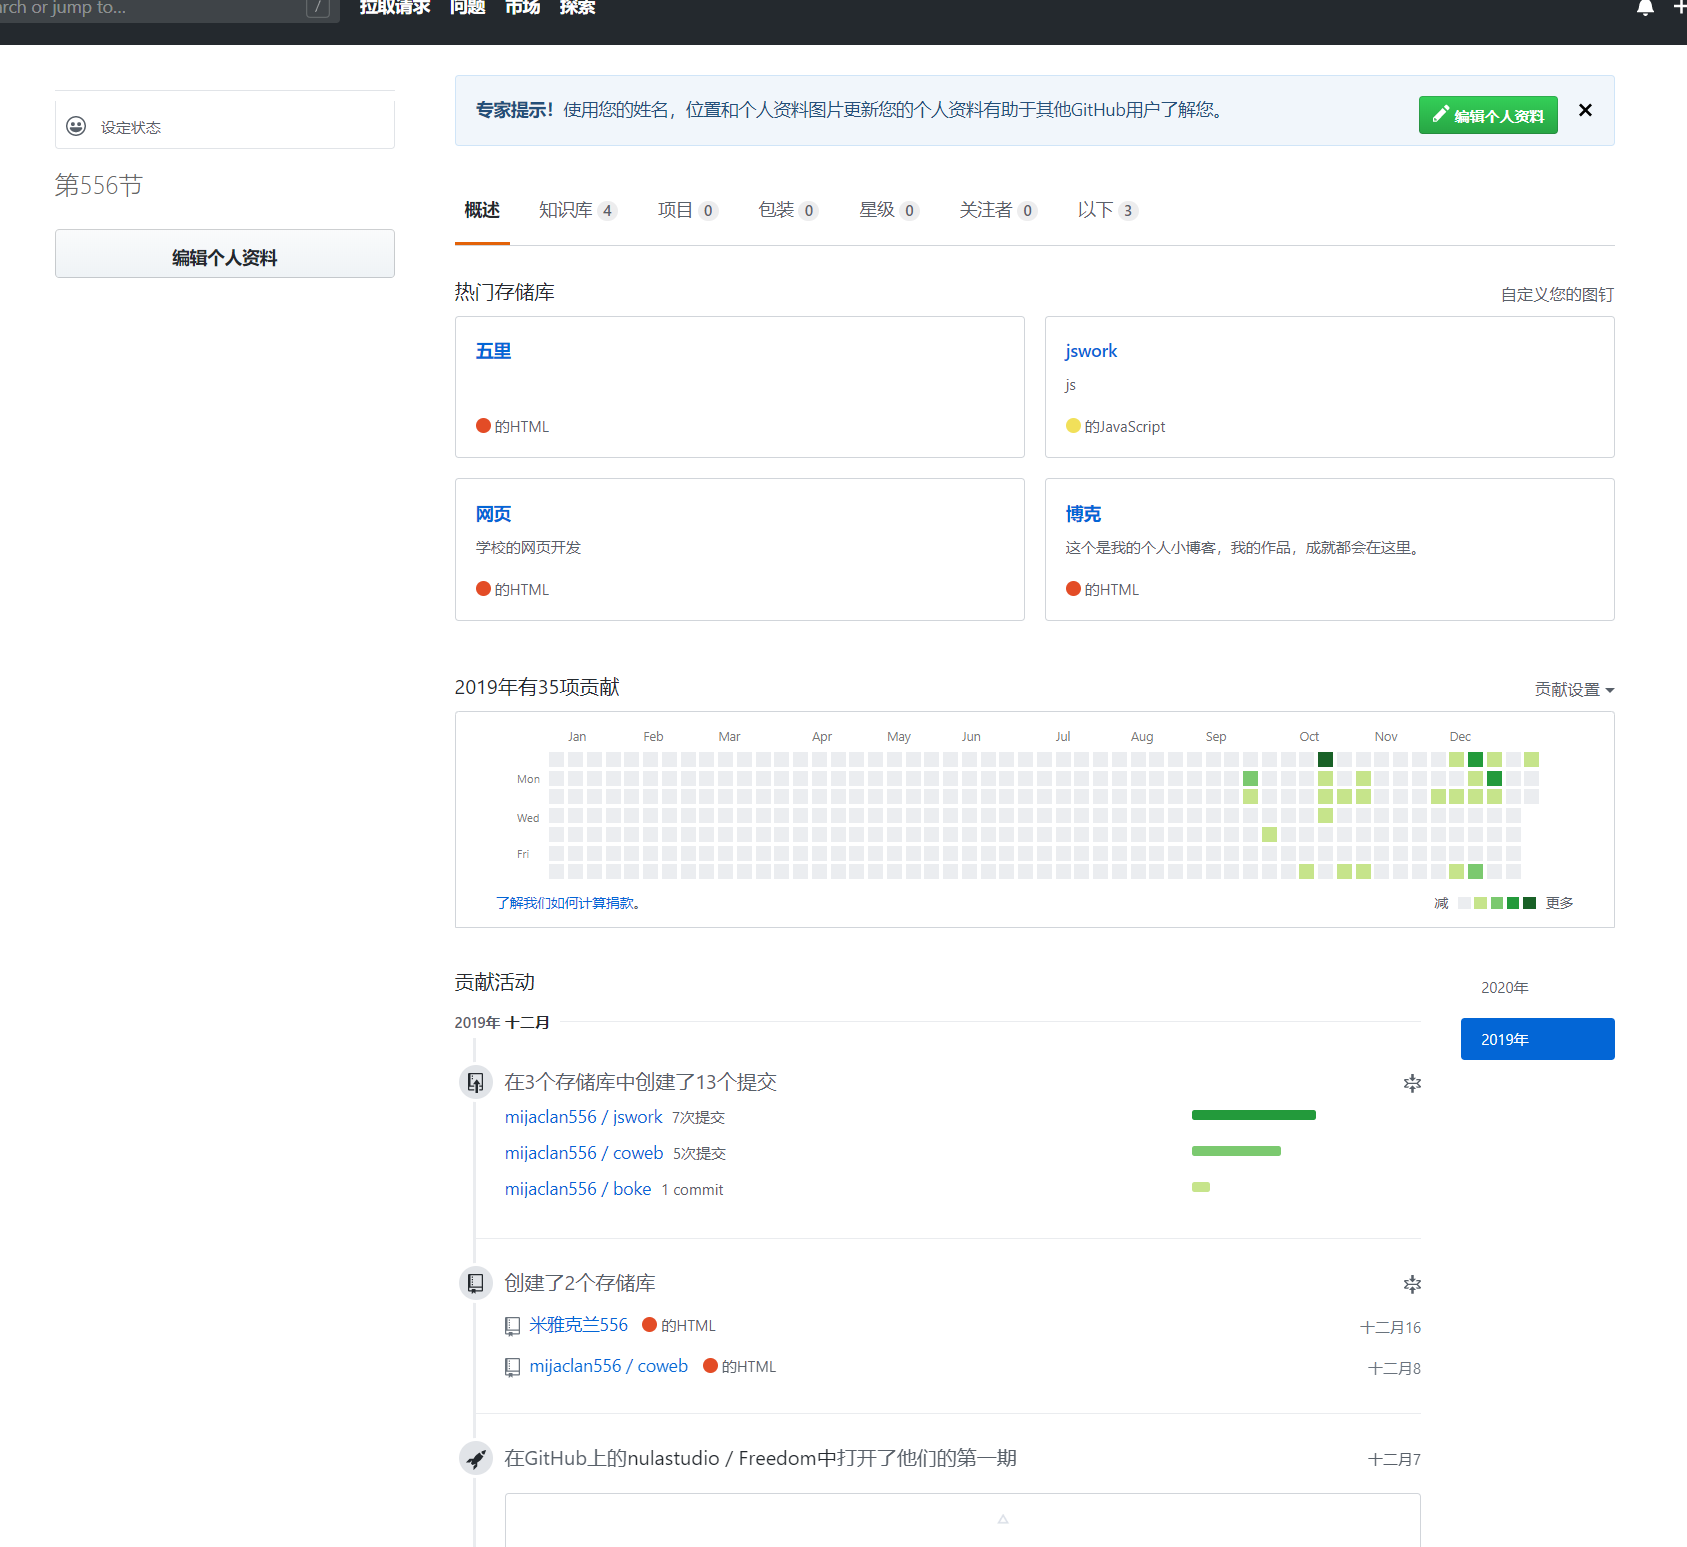 rch or jump to...
/
拉取请求 问题 市场 探索
设定状态
第556节
编辑个人资料
专家提示！使用您的姓名，位置和个人资料图片更新您的个人资料有助于其他GitHub用户了解您。
编辑个人资料
概述 知识库 4 项目 0 包装 0 星级 0 关注者 0 以下 3
热门存储库
自定义您的图钉
五里
的HTML
jswork
js
的JavaScript
网页
学校的网页开发
的HTML
博克
这个是我的个人小博客，我的作品，成就都会在这里。
的HTML
2019年有35项贡献
贡献设置
Jan Feb Mar Apr May Jun Jul Aug Sep Oct Nov Dec
Mon
Wed
Fri
了解我们如何计算捐款。
减 更多
贡献活动
2020年
2019年
2019年 十二月
在3个存储库中创建了13个提交
mijaclan556 / jswork 7次提交
mijaclan556 / coweb 5次提交
mijaclan556 / boke 1 commit
创建了2个存储库
米雅克兰556 的HTML 十二月16
mijaclan556 / coweb 的HTML 十二月8
在GitHub上的nulastudio / Freedom中打开了他们的第一期 十二月7